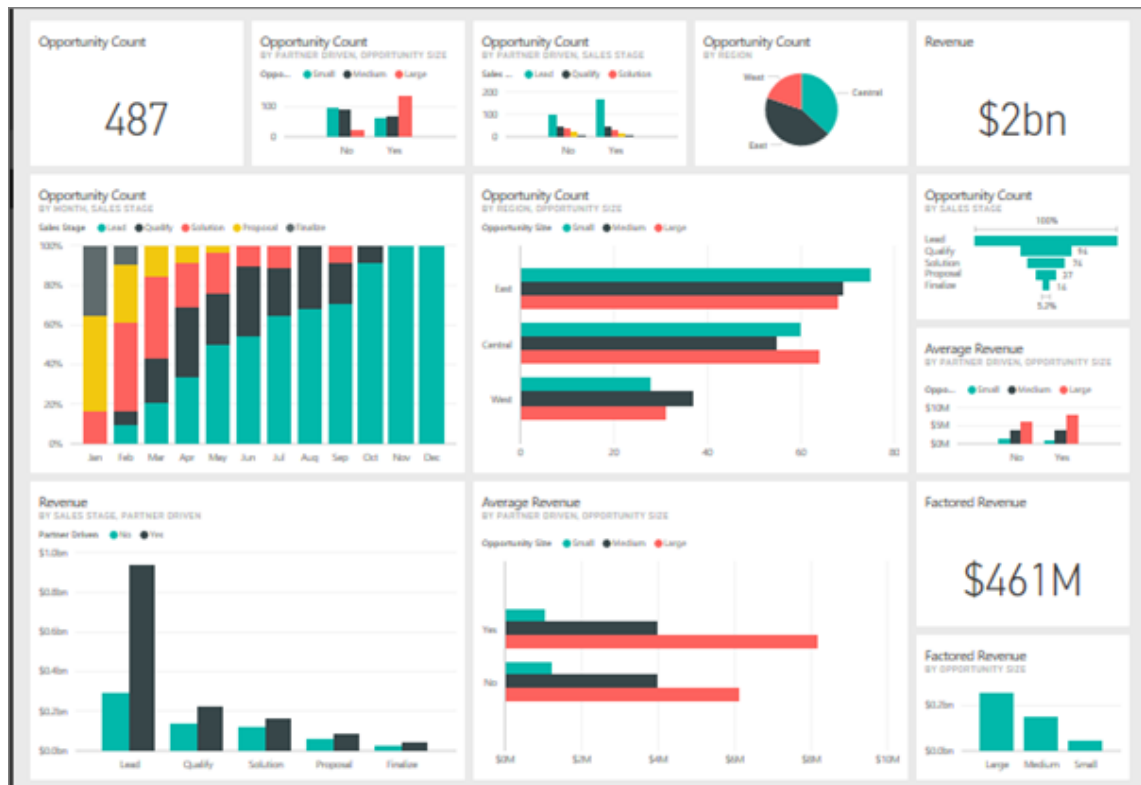 Opportunity Count
487
Opportunity Count
BY PARTNER DRIVEN, OPPORTUNITY SIZE
Oppo... Small Medium Large
100
0
No Yes
Opportunity Count
BY PARTNER DRIVEN, SALES STAGE
Sales ... Lead Qualify Solution
200
100
0
No Yes
Opportunity Count
BY REGION
West
Central
East
Revenue
$2bn
Opportunity Count
BY MONTH, SALES STAGE
Sales Stage Lead Qualify Solution Proposal Finalize
100%
80%
60%
40%
20%
0%
Jan Feb Mar Apr May Jun Jul Aug Sep Oct Nov Dec
Opportunity Count
BY REGION, OPPORTUNITY SIZE
Opportunity Size Small Medium Large
East
Central
West
0 20 40 60 80
Opportunity Count
BY SALES STAGE
100%
Lead
Qualify 94
Solution 76
Proposal 37
Finalize 16
5.2%
Average Revenue
BY PARTNER DRIVEN, OPPORTUNITY SIZE
Oppo... Small Medium Large
$10M
$5M
$0M
No Yes
Revenue
BY SALES STAGE, PARTNER DRIVEN
Partner Driven No Yes
$1.0bn
$0.8bn
$0.6bn
$0.4bn
$0.2bn
$0.0bn
Lead Qualify Solution Proposal Finalize
Average Revenue
BY PARTNER DRIVEN, OPPORTUNITY SIZE
Opportunity Size Small Medium Large
Yes
No
$0M $2M $4M $6M $8M $10M
Factored Revenue
$461M
Factored Revenue
BY OPPORTUNITY SIZE
$0.2bn
$0.0bn
Large Medium Small